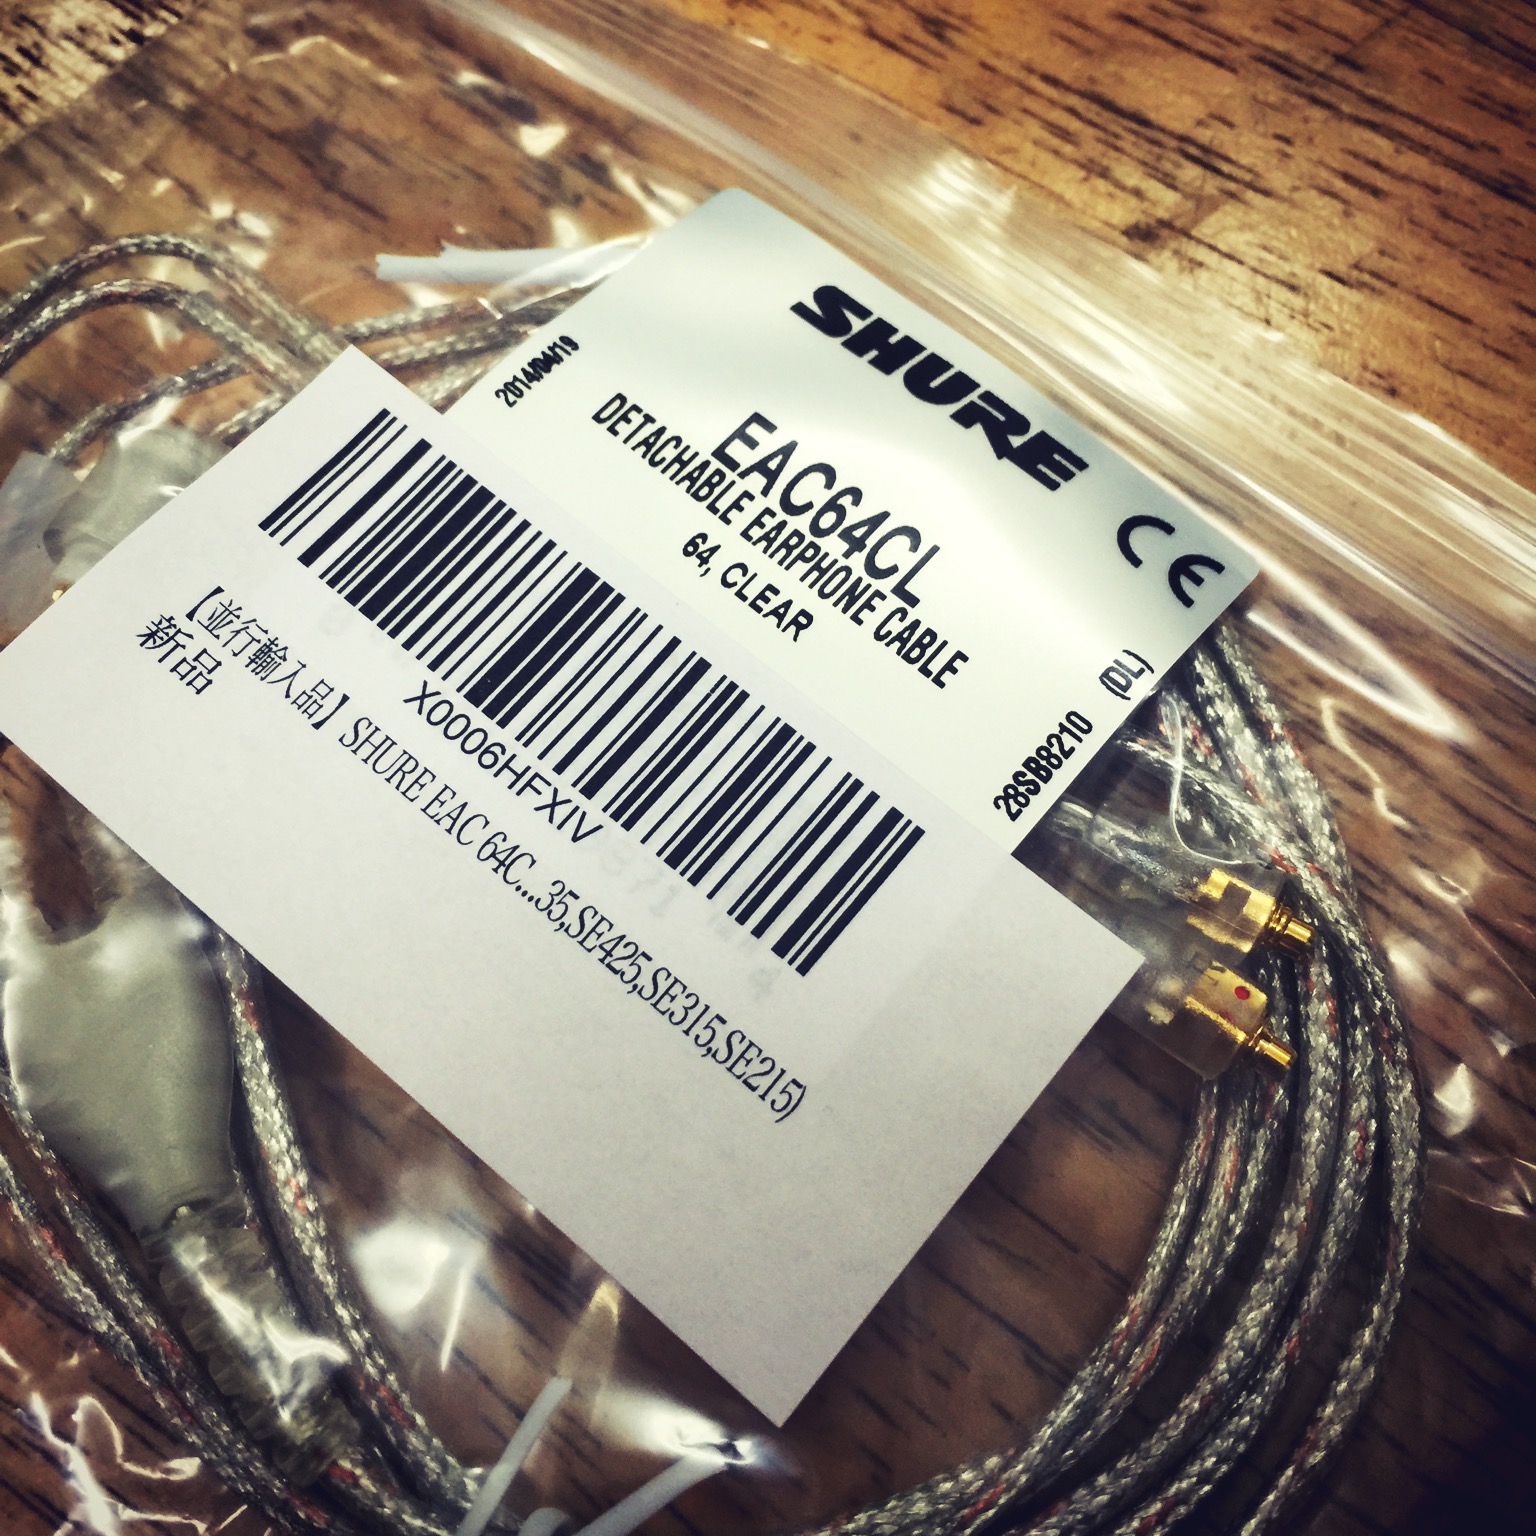 SHURE
CE
2014/04/19
EAC64CL
DETACHABLE EARPHONE CABLE
64, CLEAR
28SB8210 (DL)
X0006HFXIV
【並行輸入品】SHURE EAC 64C...35,SE425,SE315,SE215)
新品